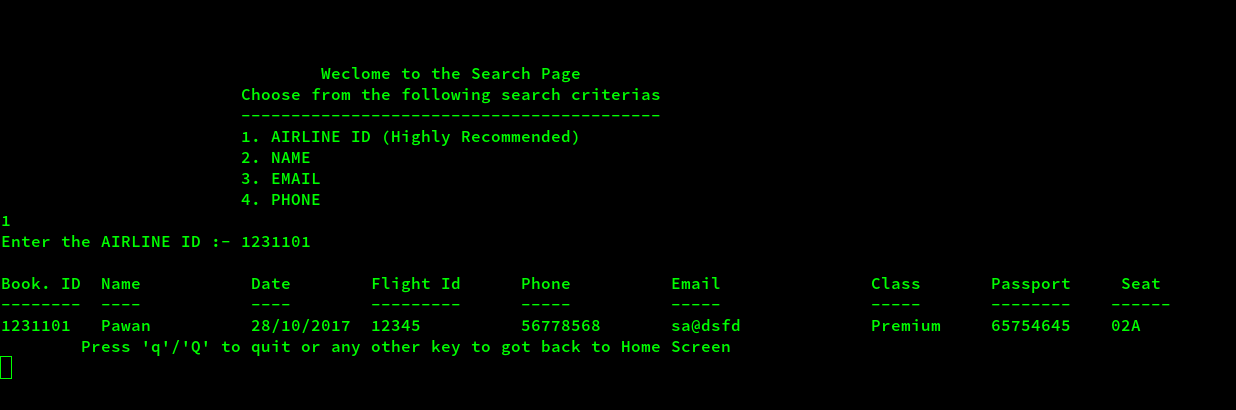 Weclome to the Search Page
Choose from the following search criterias
------------------------------------------
1. AIRLINE ID (Highly Recommended)
2. NAME
3. EMAIL
4. PHONE
1
Enter the AIRLINE ID :- 1231101
Book. ID  Name           Date        Flight Id      Phone          Email               Class       Passport     Seat
--------  ----           ----        ---------      -----          -----               -----       --------    ------
1231101   Pawan          28/10/2017  12345          56778568       sa@dsfd             Premium     65754645    02A
Press 'q'/'Q' to quit or any other key to got back to Home Screen